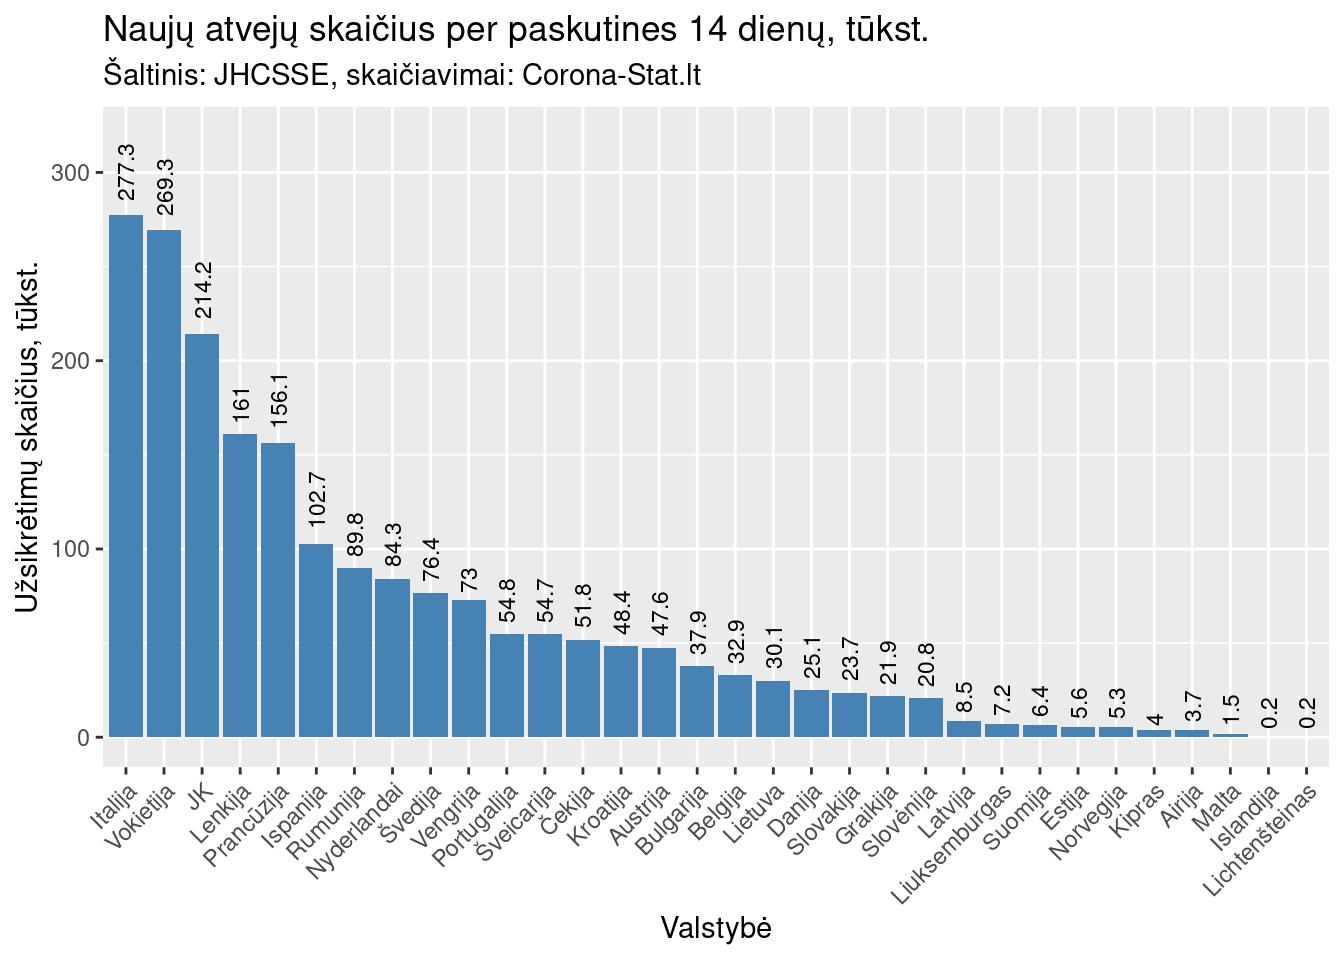 Naujų atvejų skaičius per paskutines 14 dienų, tūkst.
Šaltinis: JHCSSE, skaičiavimai: Corona-Stat.lt
Užsikrėtimų skaičius, tūkst.
300
200
100
0
277.3
269.3
214.2
161
156.1
102.7
89.8
84.3
76.4
73
54.8
54.7
51.8
48.4
47.6
37.9
32.9
30.1
25.1
23.7
21.9
20.8
8.5
7.2
6.4
5.6
5.3
4
3.7
1.5
0.2
0.2
Italija
Vokietija
JK
Lenkija
Prancūzija
Ispanija
Rumunija
Nyderlandai
Švedija
Vengrija
Portugalija
Šveicarija
Čekija
Kroatija
Austrija
Bulgarija
Belgija
Lietuva
Danija
Slovakija
Graikija
Slovėnija
Latvija
Liuksemburgas
Suomija
Estija
Norvegija
Kipras
Airija
Malta
Islandija
Lichtenšteinas
Valstybė